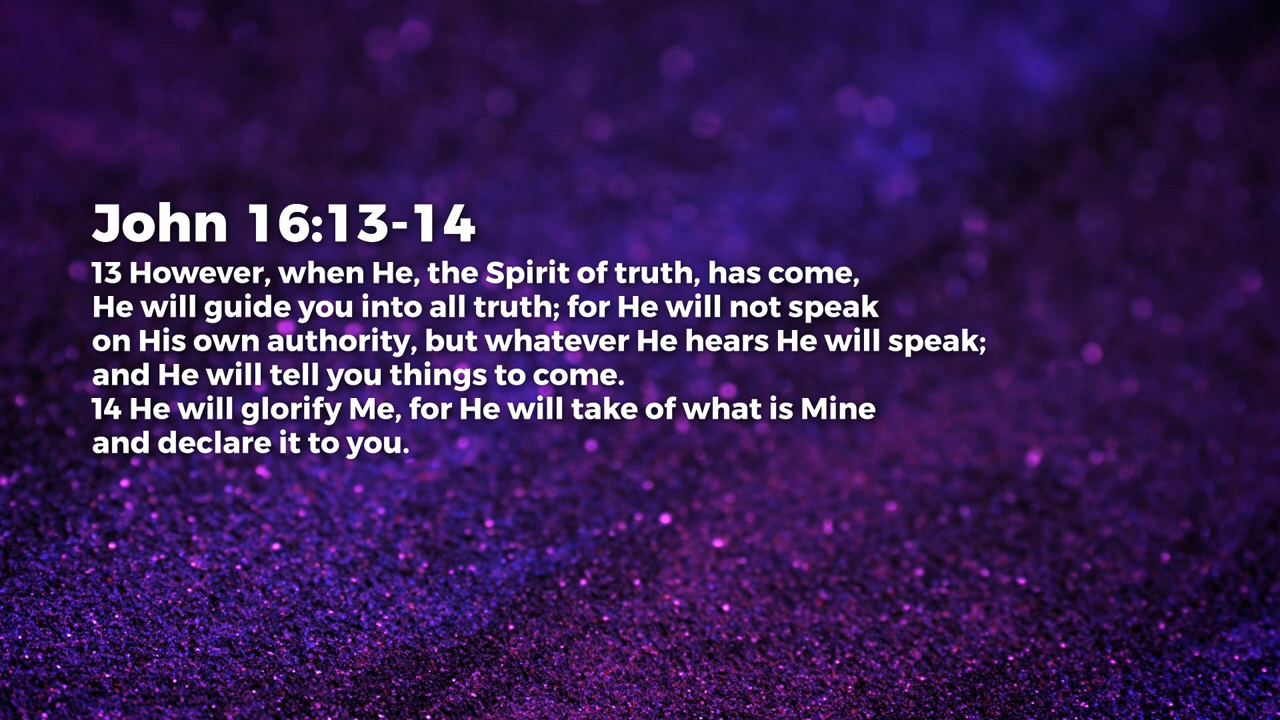 John 16:13-14
13 However, when He, the Spirit of truth, has come,
He will guide you into all truth; for He will not speak
on His own authority, but whatever He hears He will speak;
and He will tell you things to come.
14 He will glorify Me, for He will take of what is Mine
and declare it to you.